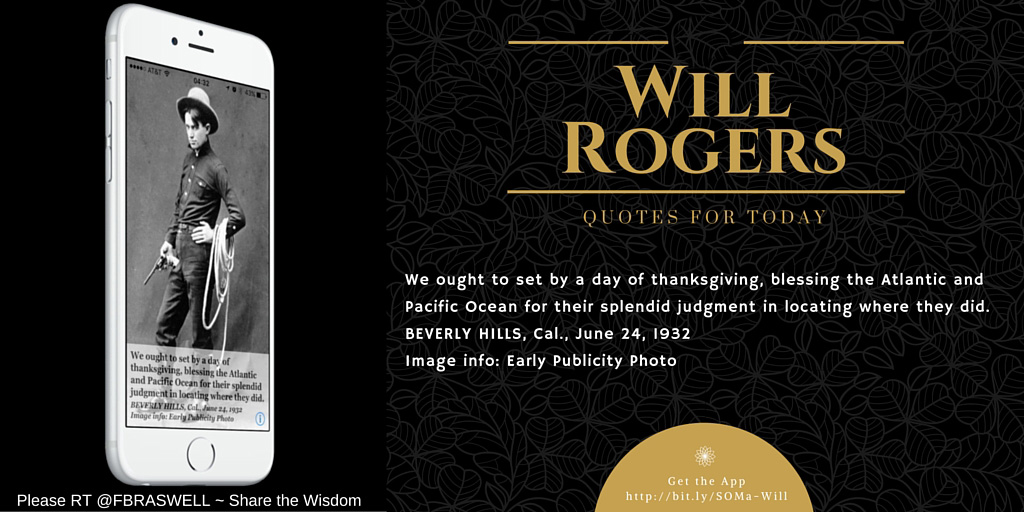 AT&T
04:32
43%
We ought to set by a day of
thanksgiving, blessing the Atlantic
and Pacific Ocean for their splendid
judgment in locating where they did.
BEVERLY HILLS, Cal., June 24, 1932
Image info: Early Publicity Photo
Please RT @FBRASWELL ~ Share the Wisdom
WILL
ROGERS
QUOTES FOR TODAY
We ought to set by a day of thanksgiving, blessing the Atlantic and
Pacific Ocean for their splendid judgment in locating where they did.
BEVERLY HILLS, Cal., June 24, 1932
Image info: Early Publicity Photo
Get the App
http://bit.ly/SOMa-Will